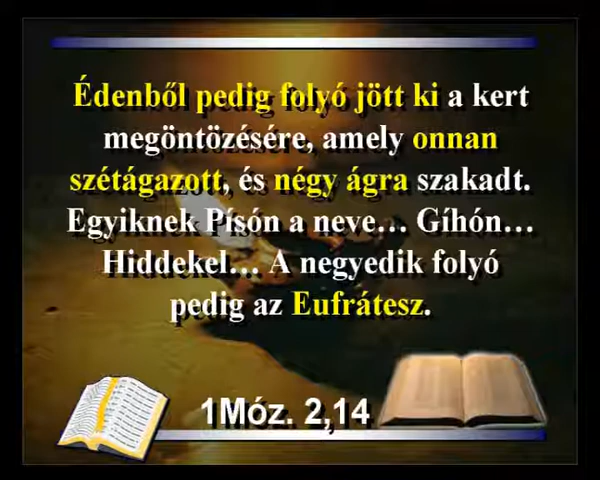 Édenből pedig folyó jött ki a kert
megöntözésére, amely onnan
szétágazott, és négy ágra szakadt.
Egyiknek Písón a neve… Gíhón…
Hiddekel… A negyedik folyó
pedig az Eufrátesz.
1Móz. 2,14